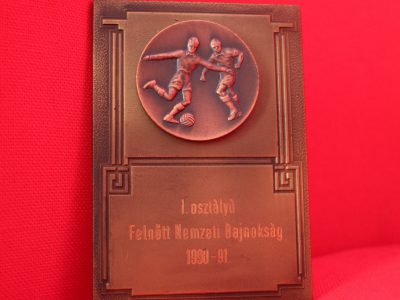 I. osztályú
Felnőtt Nemzeti Bajnokság
1990-91.